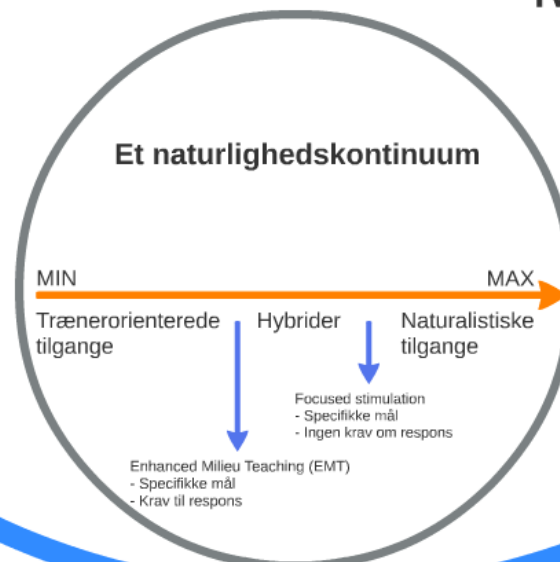 Et naturlighedskontinuum
MIN
MAX
Trænerorienterede
tilgange
Hybrider
Naturalistiske
tilgange
Focused stimulation
- Specifikke mål
- Ingen krav om respons
Enhanced Milieu Teaching (EMT)
- Specifikke mål
- Krav til respons